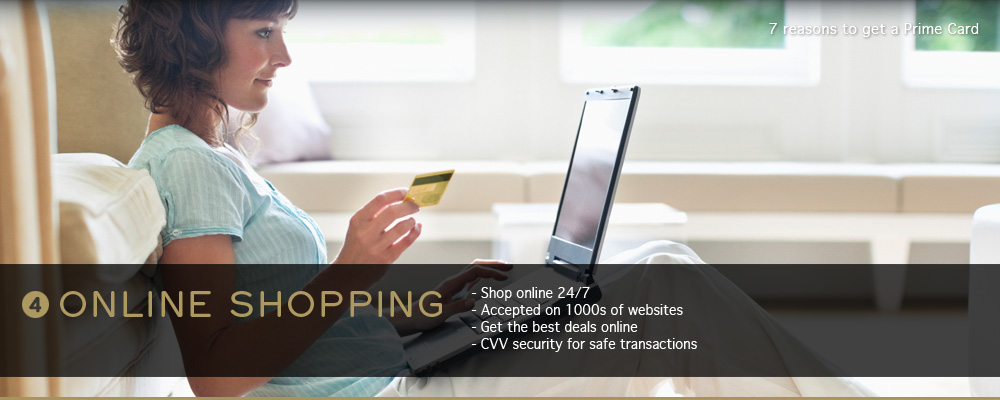 7 reasons to get a Prime Card
4 ONLINE SHOPPING
- Shop online 24/7
- Accepted on 1000s of websites
- Get the best deals online
- CVV security for safe transactions